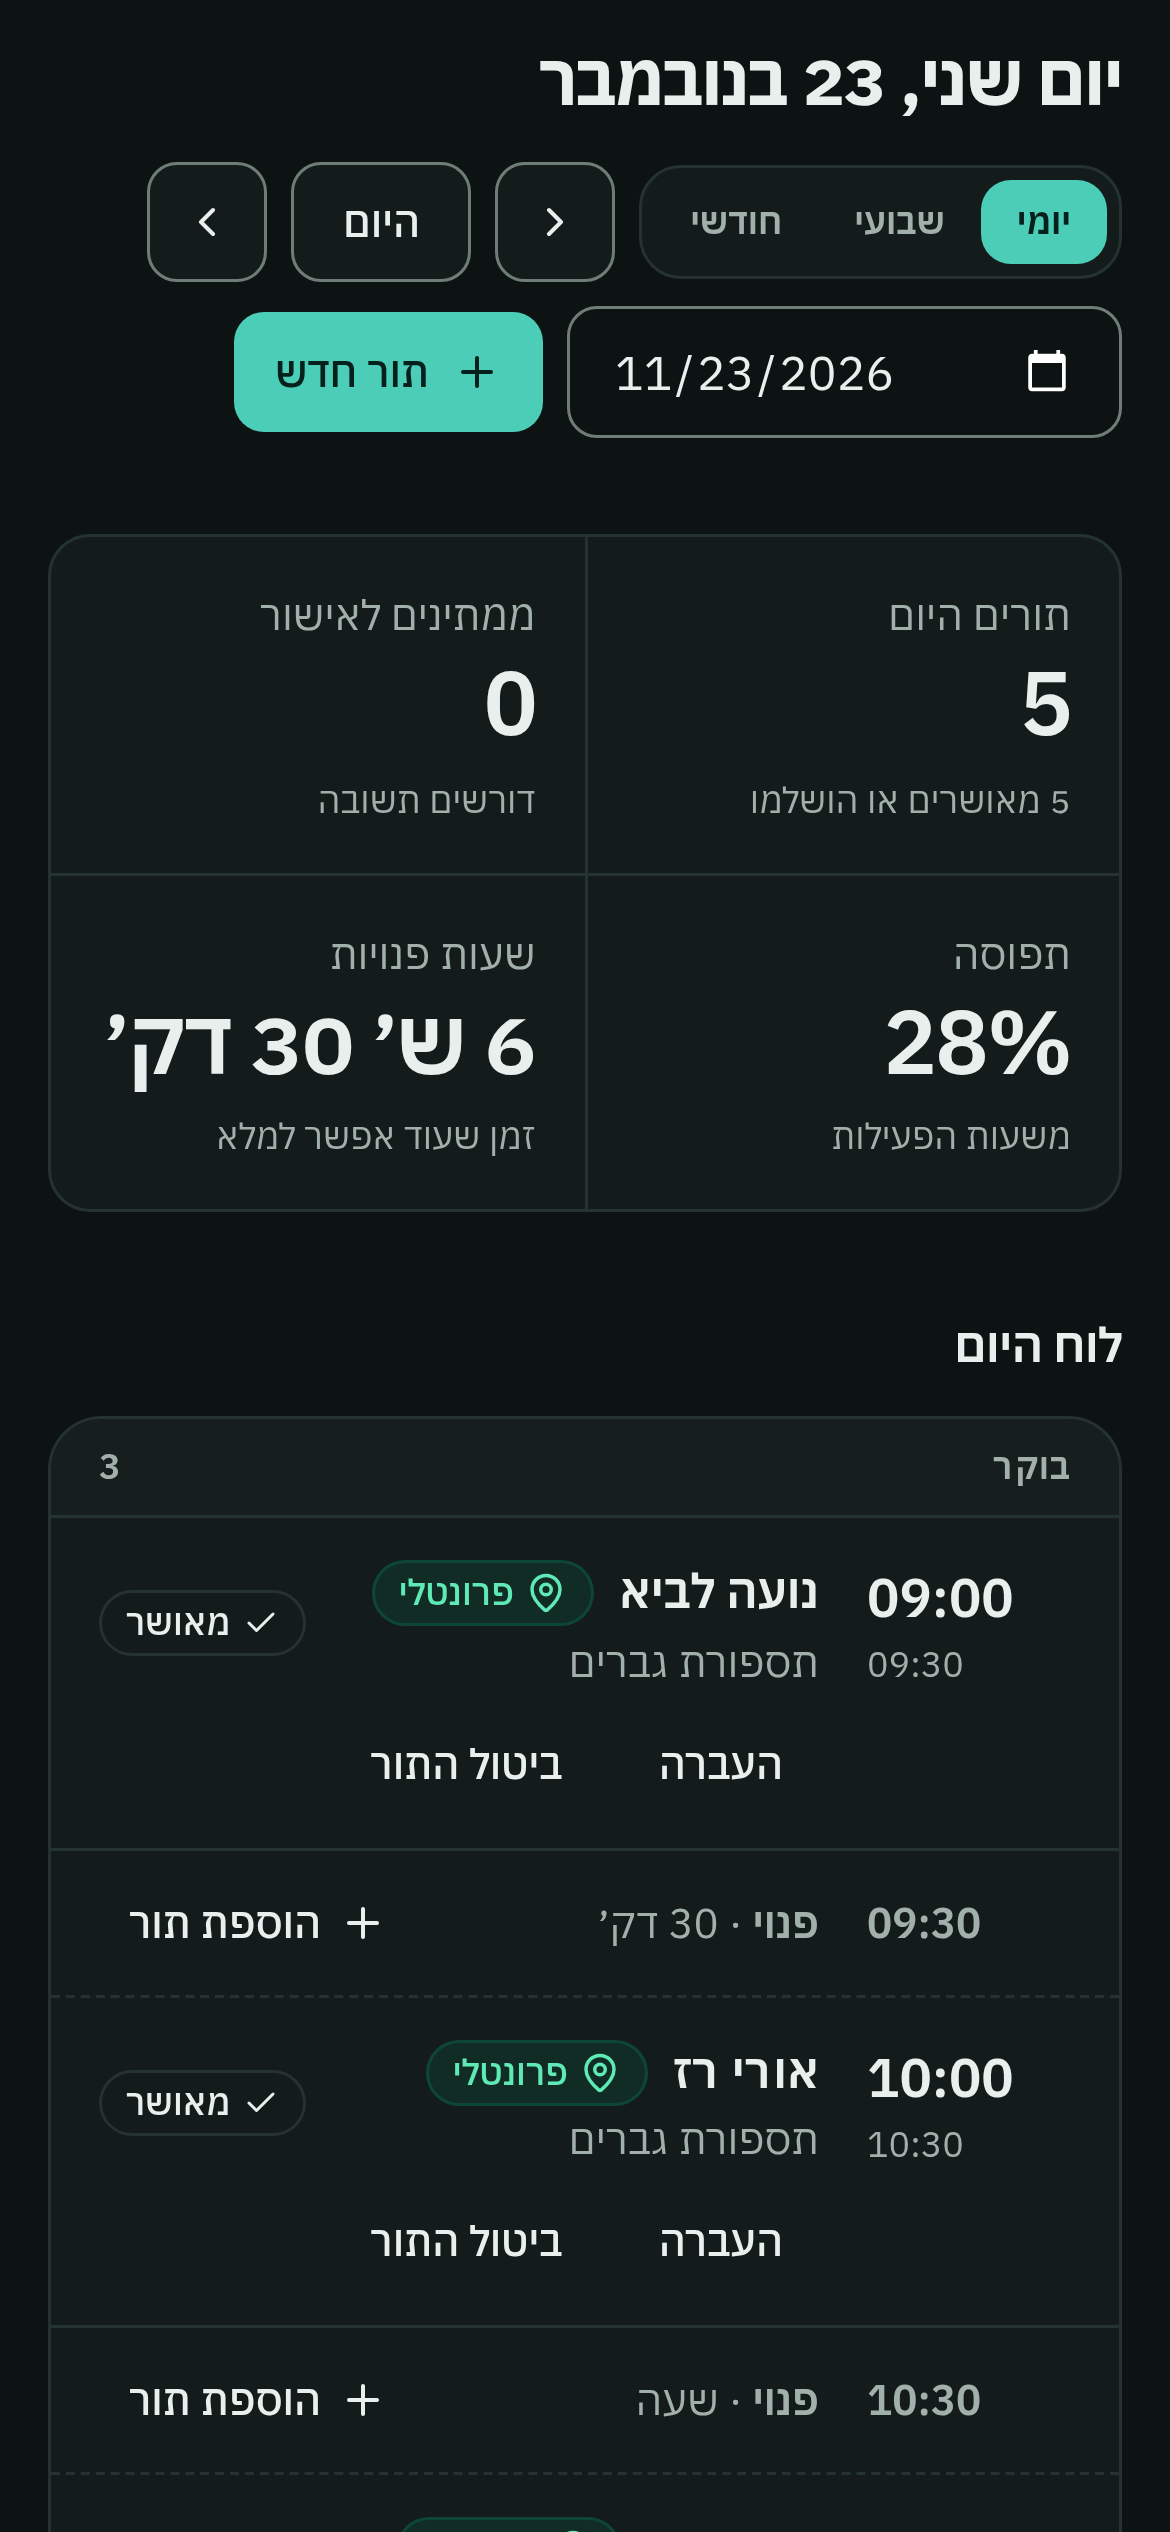 יום שני, 23 בנובמבר
יומי שבועי חודשי היום
11/23/2026 תור חדש
תורים היום
5
5 מאושרים או הושלמו
ממתינים לאישור
0
דורשים תשובה
תפוסה
28%
משעות הפעילות
שעות פנויות
6 ש׳ 30 דק׳
זמן שעוד אפשר למלא
לוח היום
בוקר 3
09:00 נועה לביא פרונטלי מאושר
09:30 תספורת גברים
העברה ביטול התור
09:30 פנוי · 30 דק׳ הוספת תור
10:00 אורי רז פרונטלי מאושר
10:30 תספורת גברים
העברה ביטול התור
10:30 פנוי · שעה הוספת תור